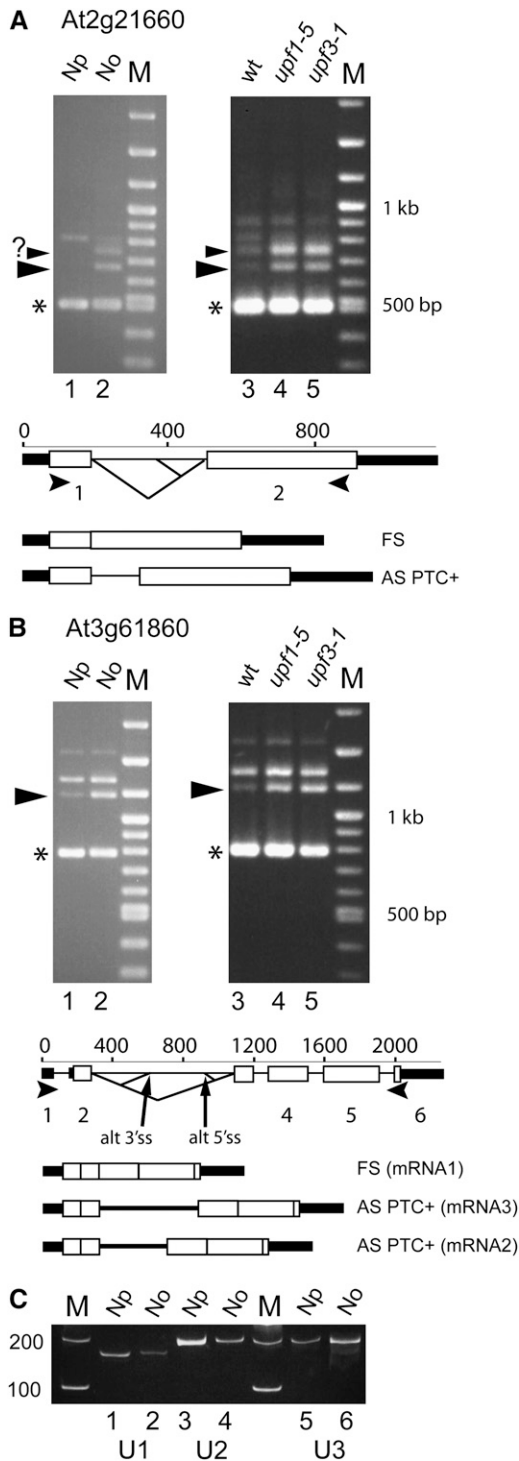 A At2g21660
Np No M wt upf1-5 upf3-1 M
1 kb
?
* * 500 bp
1 2 3 4 5
0 400 800
1 2
FS
AS PTC+
B At3g61860
Np No M wt upf1-5 upf3-1 M
1 kb
* *
500 bp
1 2 3 4 5
0 400 800 1200 1600 2000
1 2 4 5 6
alt 3'ss alt 5'ss
FS (mRNA1)
AS PTC+ (mRNA3)
AS PTC+ (mRNA2)
C
M Np No Np No M Np No
200
100
1 2 3 4 5 6
U1 U2 U3